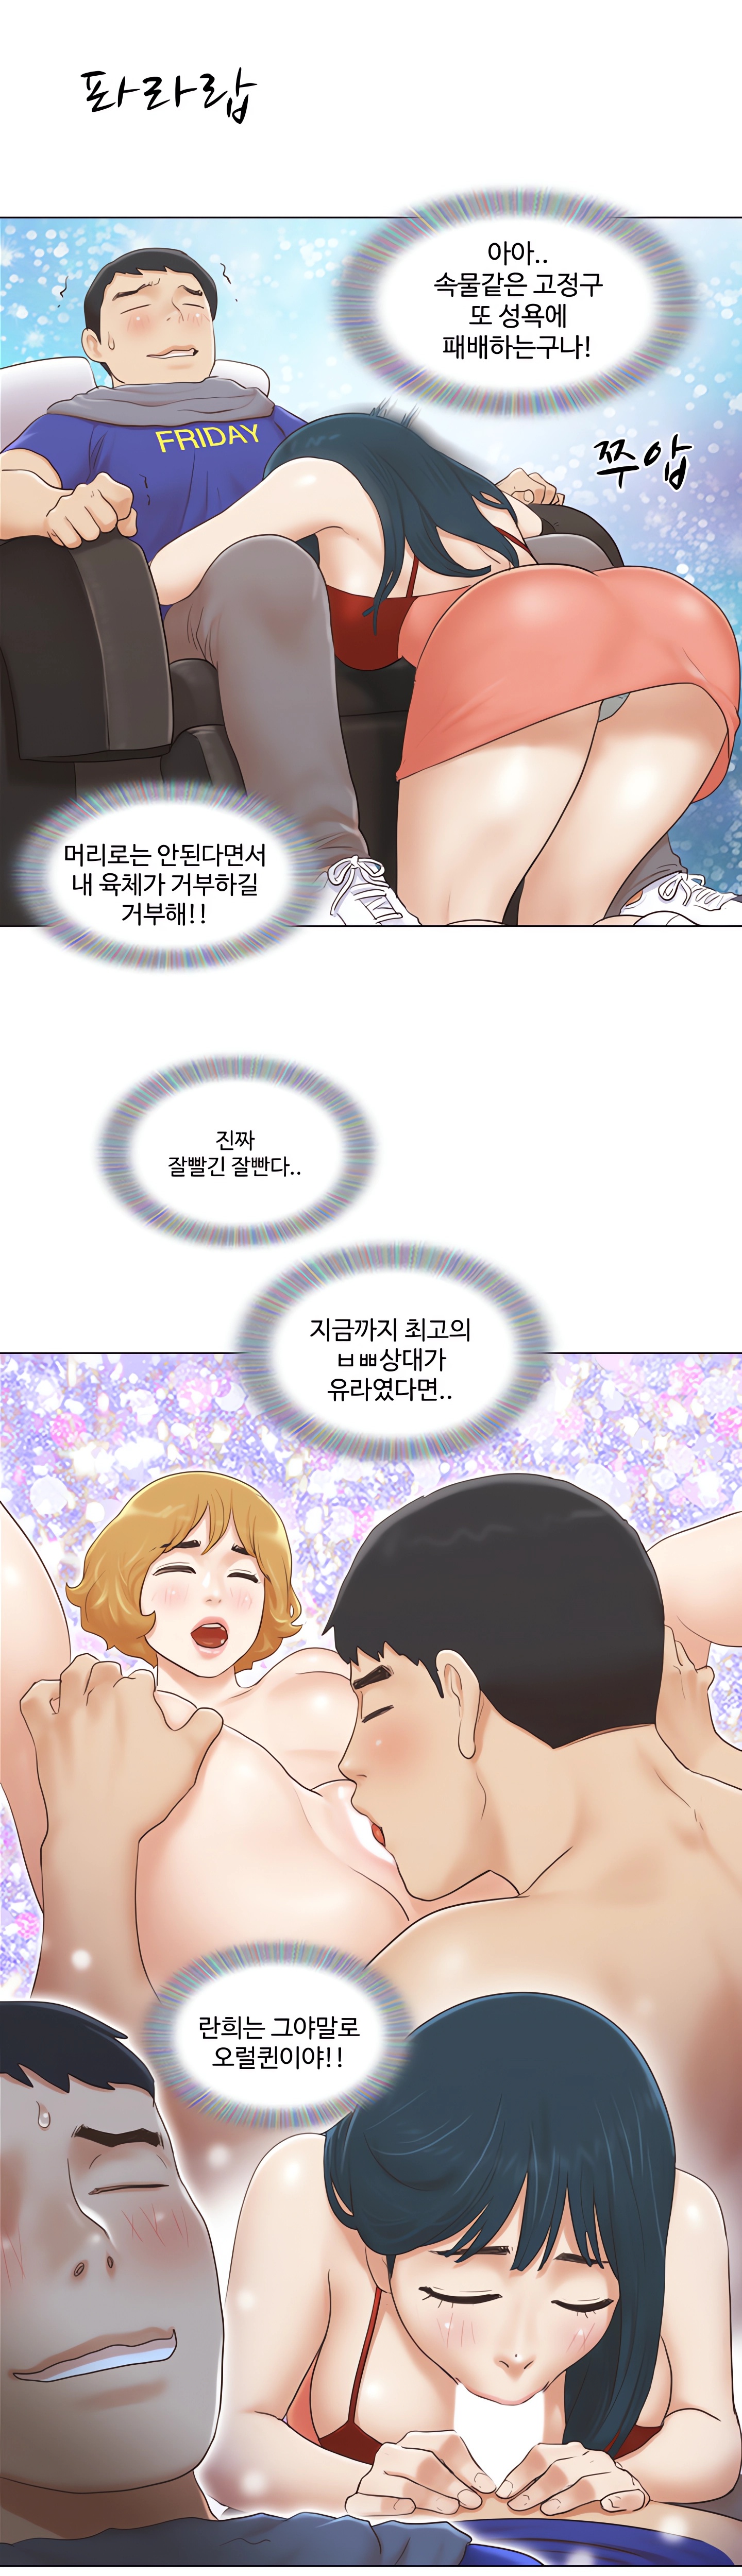 파라랍
아아..
속물같은 고정구
또 성욕에
패배하는구나!
FRIDAY
쭈압
머리로는 안된다면서
내 육체가 거부하길
거부해!!
진짜
잘빨긴 잘빤다..
지금까지 최고의
ㅂㅃ상대가
유라였다면..
란희는 그야말로
오럴퀸이야!!